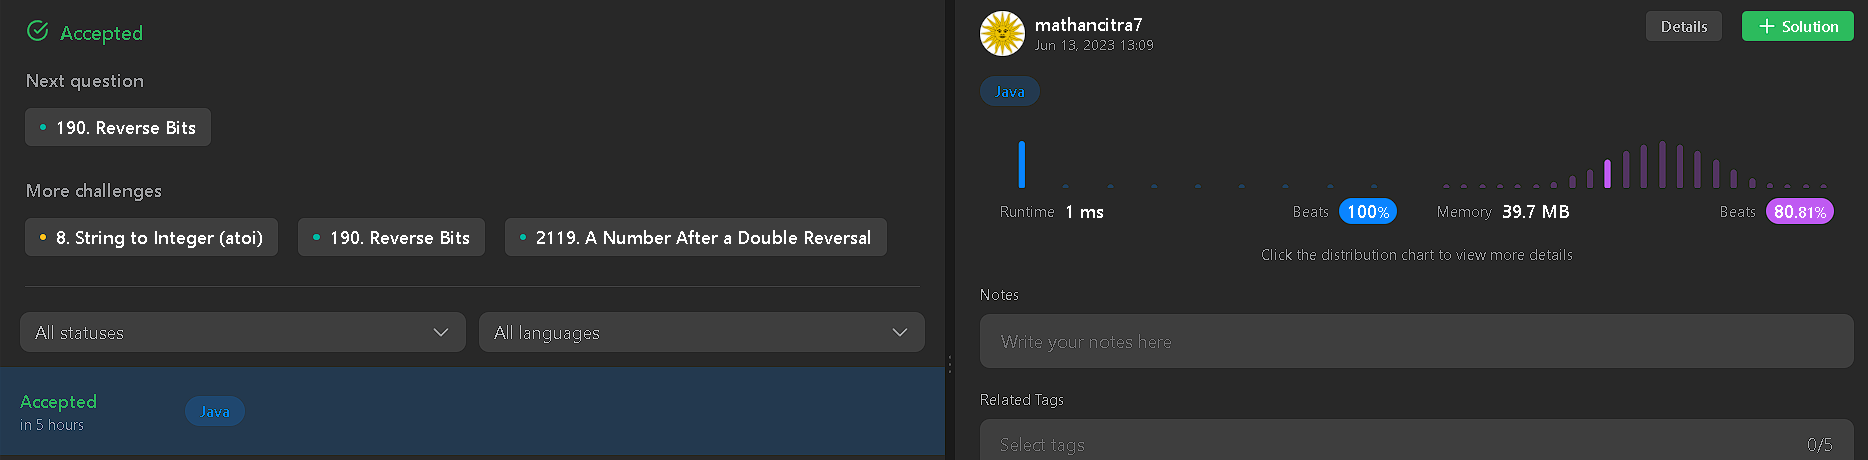 Accepted
Next question
190. Reverse Bits
More challenges
8. String to Integer (atoi)
190. Reverse Bits
2119. A Number After a Double Reversal
All statuses
All languages
Accepted
in 5 hours
Java
mathancitra7
Jun 13, 2023 13:09
Details
+ Solution
Java
Runtime 1 ms
Beats 100%
Memory 39.7 MB
Beats 80.81%
Click the distribution chart to view more details
Notes
Write your notes here
Related Tags
Select tags
0/5